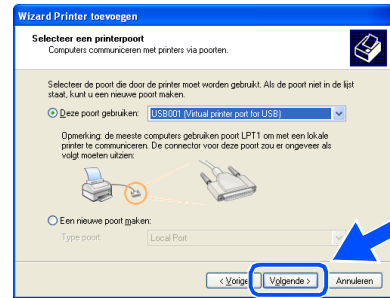 Wizard Printer toevoegen
Selecteer een printerpoort
Computers communiceren met printers via poorten.
Selecteer de poort die door de printer moet worden gebruikt. Als de poort niet in de lijst
staat, kunt u een nieuwe poort maken.
Deze poort gebruiken: USB001 (Virtual printer port for USB)
Opmerking: de meeste computers gebruiken poort LPT1 om met een lokale
printer te communiceren. De connector voor deze poort zou er ongeveer als
volgt moeten uitzien:
Een nieuwe poort maken:
Type poort: Local Port
< Vorige Volgende > Annuleren